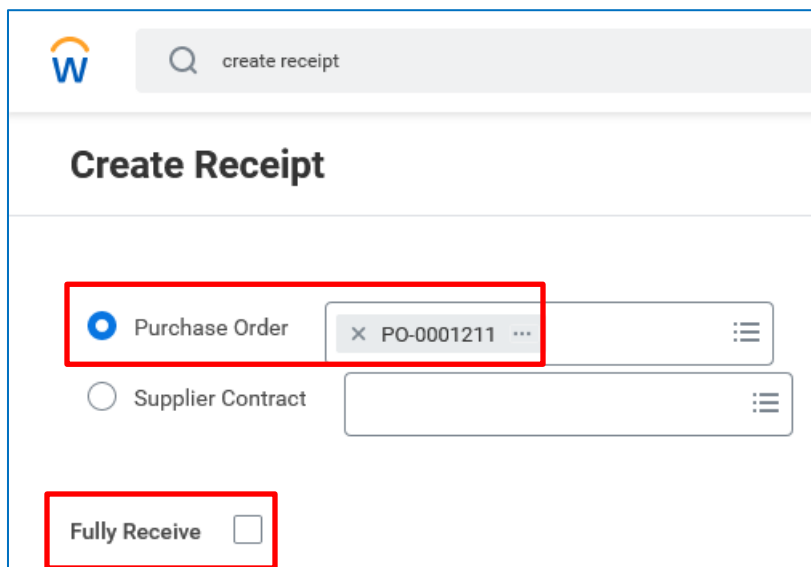 W
create receipt
Create Receipt
Purchase Order
× PO-0001211 ···
Supplier Contract
Fully Receive